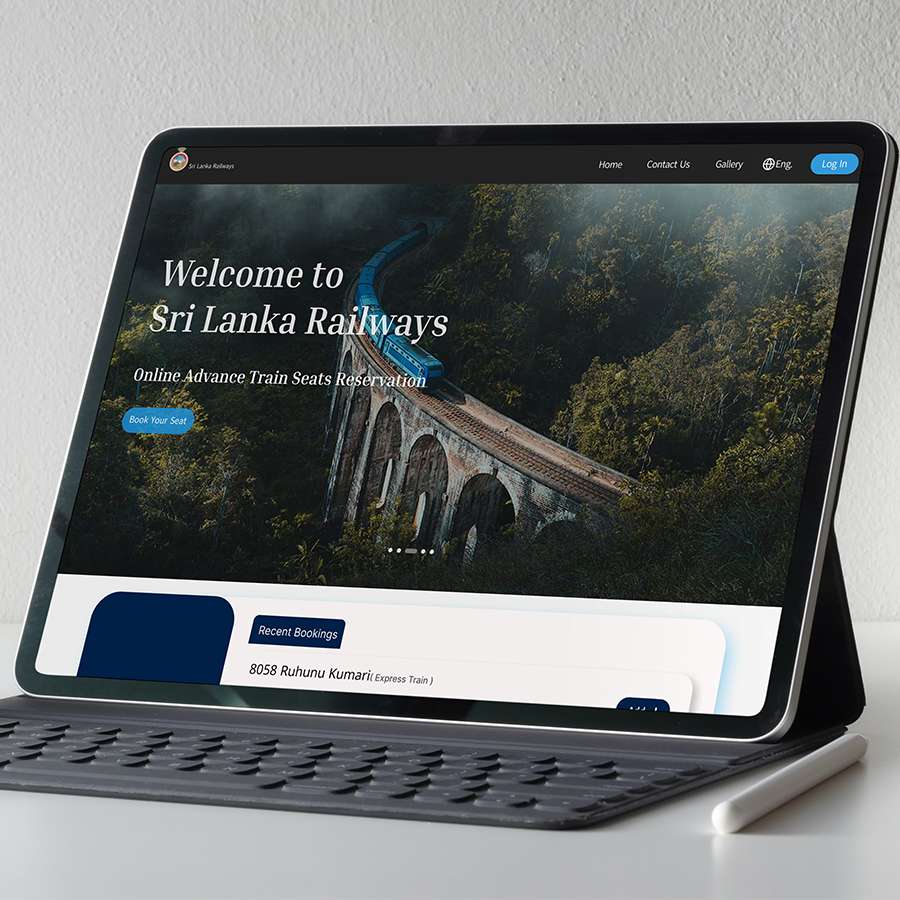 Sri Lanka Railways
Home
Contact Us
Gallery
Eng.
Log In
Welcome to
Sri Lanka Railways
Online Advance Train Seats Reservation
Book Your Seat
Recent Bookings
8058 Ruhunu Kumari( Express Train )